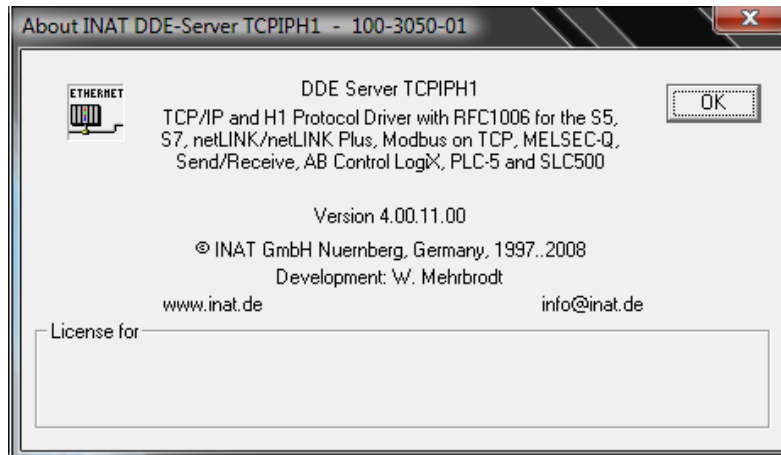 About INAT DDE-Server TCPIPH1 - 100-3050-01
ETHERNET
DDE Server TCPIPH1
OK
TCP/IP and H1 Protocol Driver with RFC1006 for the S5,
S7, netLINK/netLINK Plus, Modbus on TCP, MELSEC-Q,
Send/Receive, AB Control LogiX, PLC-5 and SLC500
Version 4.00.11.00
© INAT GmbH Nuernberg, Germany, 1997..2008
Development: W. Mehrbrodt
www.inat.de info@inat.de
License for